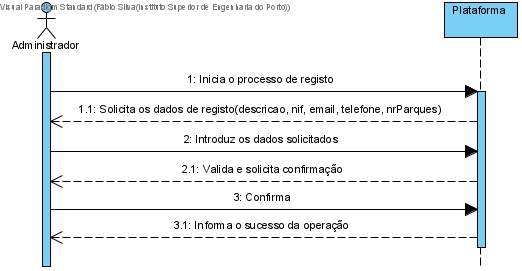 Visual Paradigm Standard (Fábio Silva(Instituto Superior de Engenharia do Porto))
Administrador
Plataforma
1: Inicia o processo de registo
1.1: Solicita os dados de registo(descricao, nif, email, telefone, nrParques)
2: Introduz os dados solicitados
2.1: Valida e solicita confirmação
3: Confirma
3.1: Informa o sucesso da operação